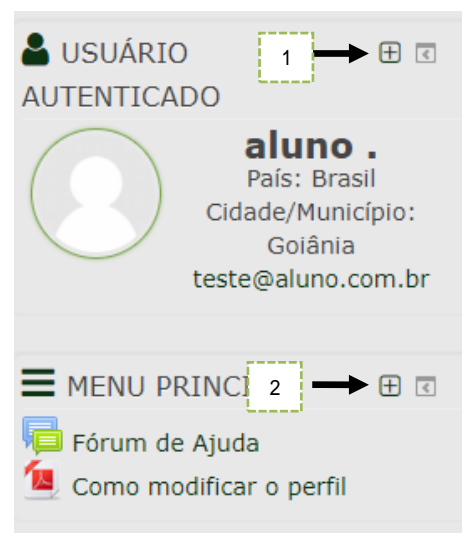 USUÁRIO
1
AUTENTICADO
aluno .
País: Brasil
Cidade/Município:
Goiânia
teste@aluno.com.br
MENU PRINCI
2
Fórum de Ajuda
Como modificar o perfil